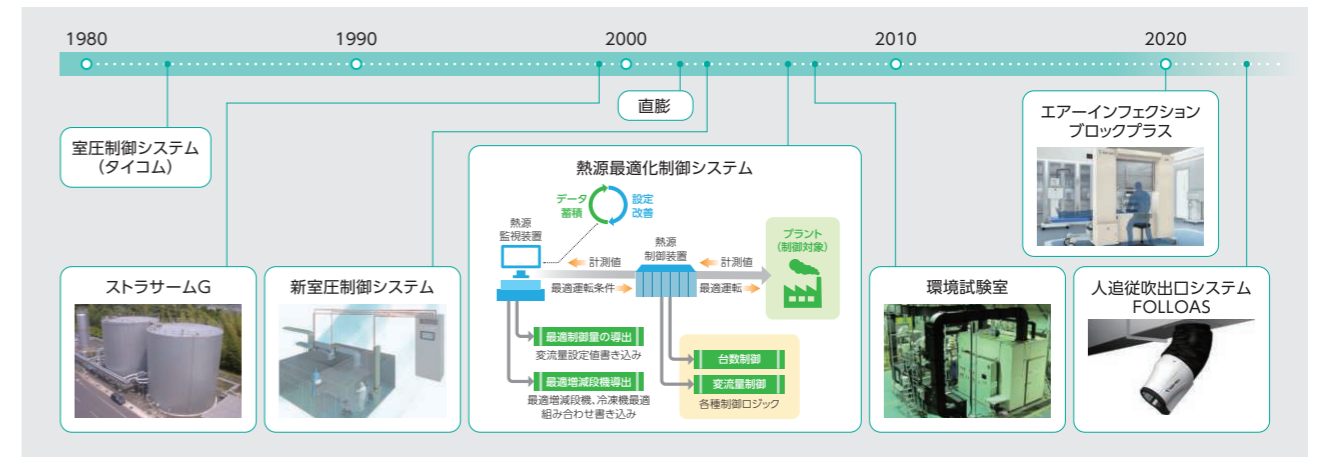 1980
1990
2000
2010
2020
室圧制御システム
(タイコム)
直膨
エアーインフェクション
ブロックプラス
ストラサームG
新室圧制御システム
熱源最適化制御システム
データ
蓄積
設定
改善
熱源
監視装置
熱源
制御装置
プラント
(制御対象)
計測値
計測値
最適運転条件
最適運転
最適制御量の導出
変流量設定値書き込み
最適増減段機導出
最適増減段機、冷凍機最適
組み合わせ書き込み
台数制御
変流量制御
各種制御ロジック
環境試験室
人追従吹出口システム
FOLLOAS